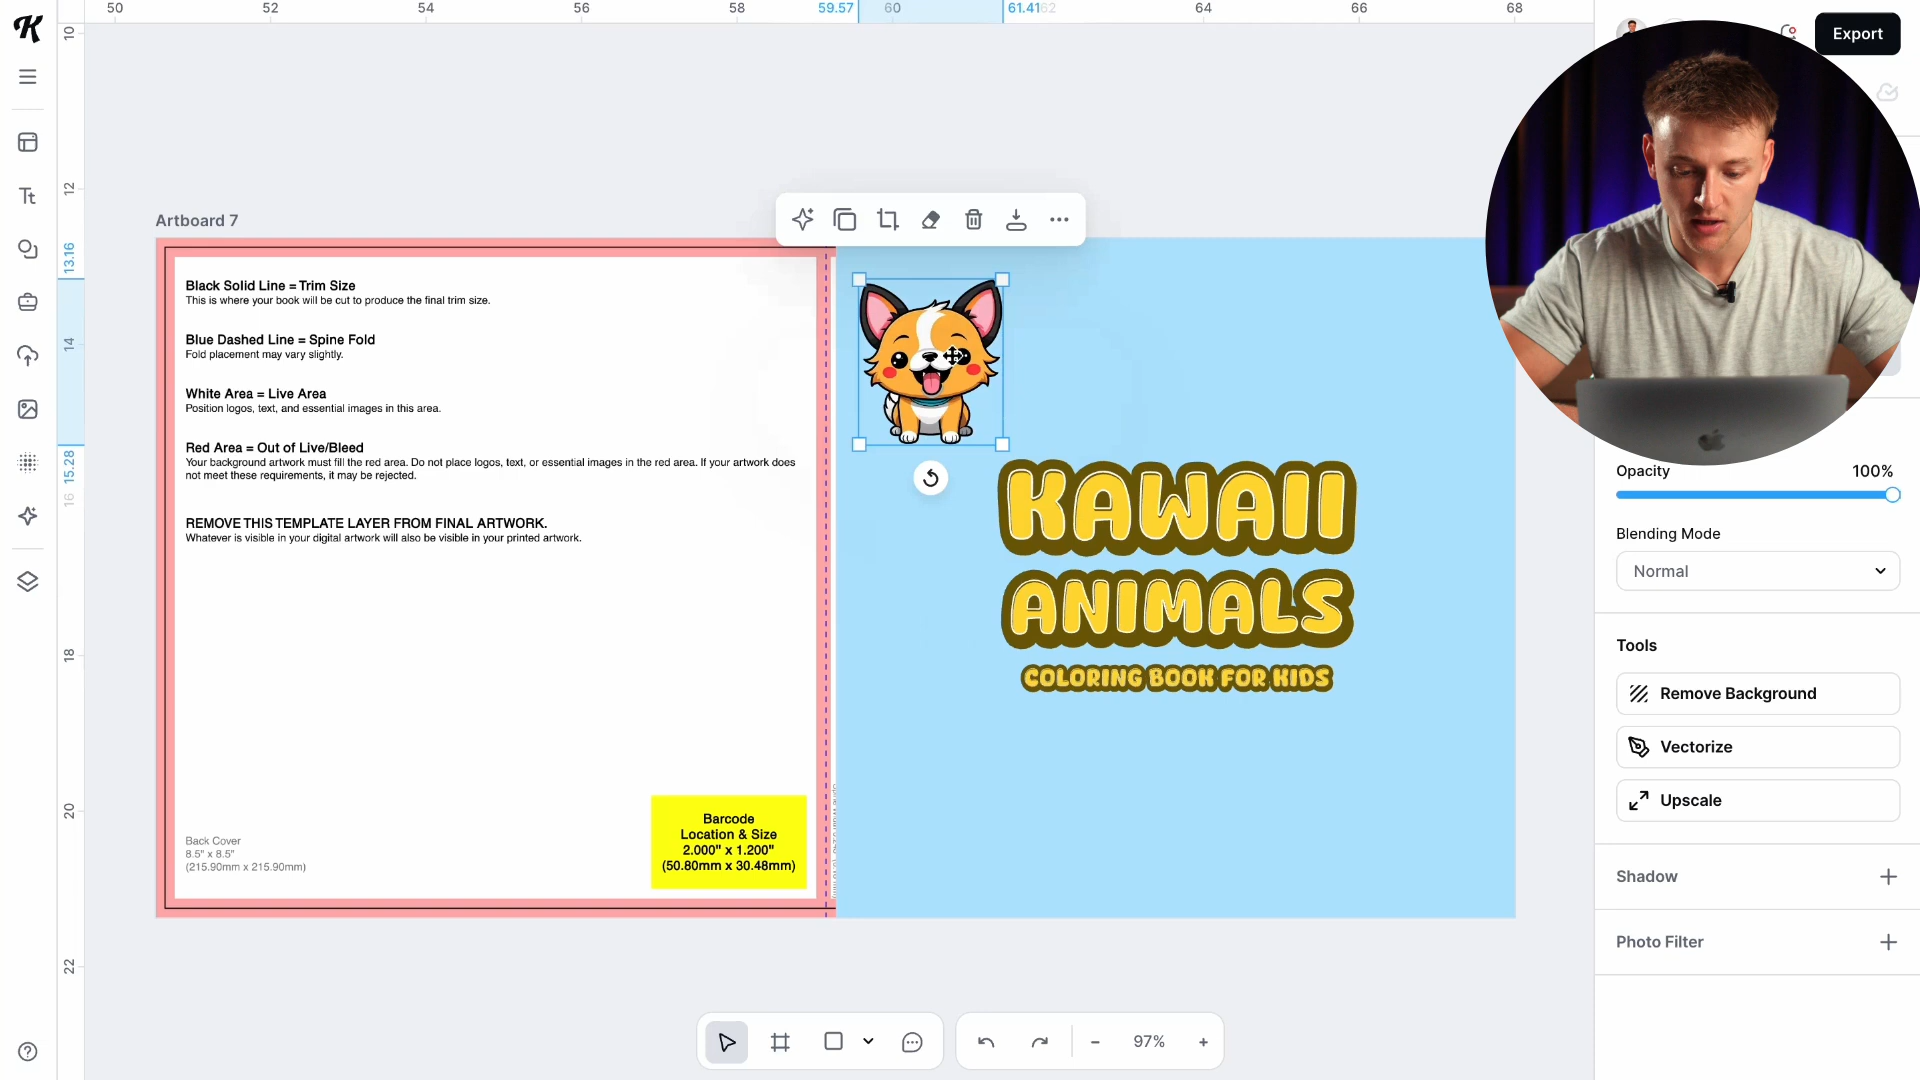 50 52 54 56 58 59.57 60 61.41 62 64 66 68
Export
10
12
13.16
14
15.28
16
18
20
22
Artboard 7
Black Solid Line = Trim Size
This is where your book will be cut to produce the final trim size.
Blue Dashed Line = Spine Fold
Fold placement may vary slightly.
White Area = Live Area
Position logos, text, and essential images in this area.
Red Area = Out of Live/Bleed
Your background artwork must fill the red area. Do not place logos, text, or essential images in the red area. If your artwork does
not meet these requirements, it may be rejected.
REMOVE THIS TEMPLATE LAYER FROM FINAL ARTWORK.
Whatever is visible in your digital artwork will also be visible in your printed artwork.
Barcode
Location & Size
2.000" x 1.200"
(50.80mm x 30.48mm)
Back Cover
8.5" x 8.5"
(215.90mm x 215.90mm)
KAWAII
ANIMALS
COLORING BOOK FOR KIDS
Opacity 100%
Blending Mode
Normal
Tools
Remove Background
Vectorize
Upscale
Shadow
Photo Filter
97%